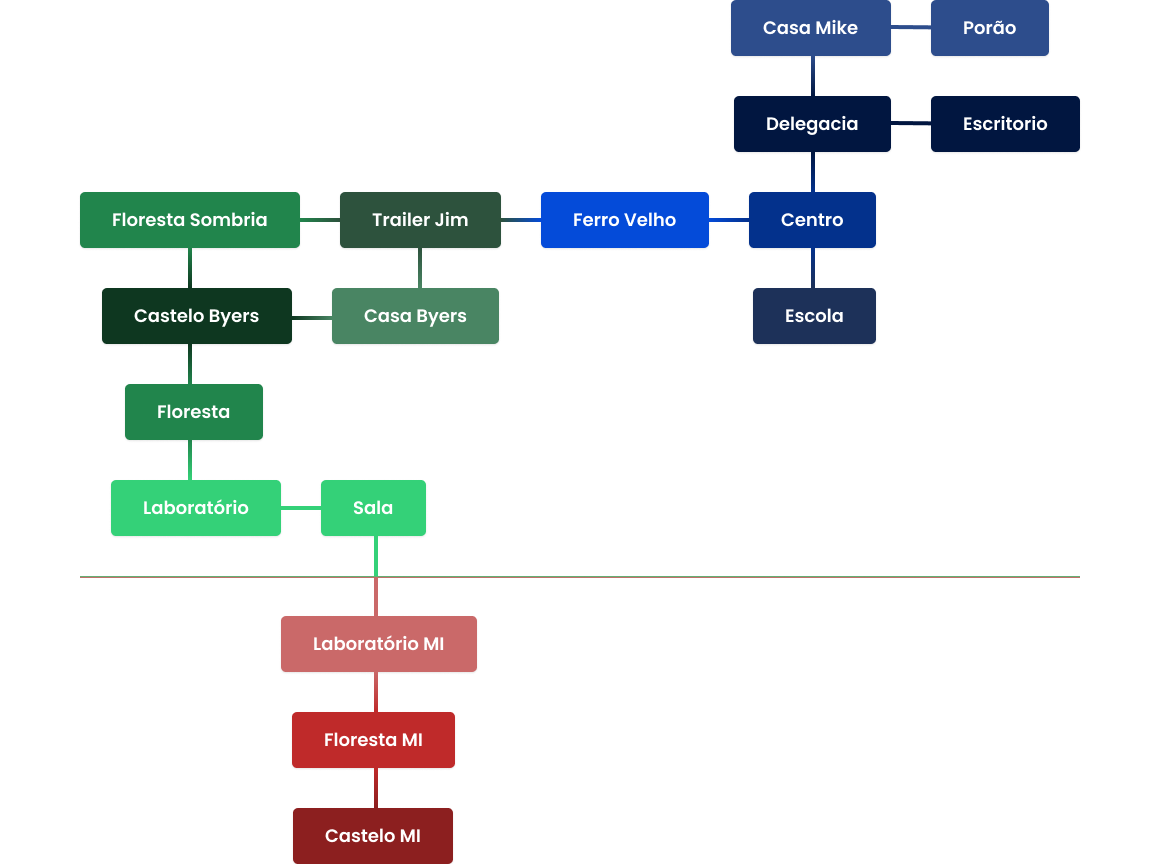 Casa Mike
Porão
Delegacia
Escritorio
Floresta Sombria
Trailer Jim
Ferro Velho
Centro
Castelo Byers
Casa Byers
Escola
Floresta
Laboratório
Sala
Laboratório MI
Floresta MI
Castelo MI